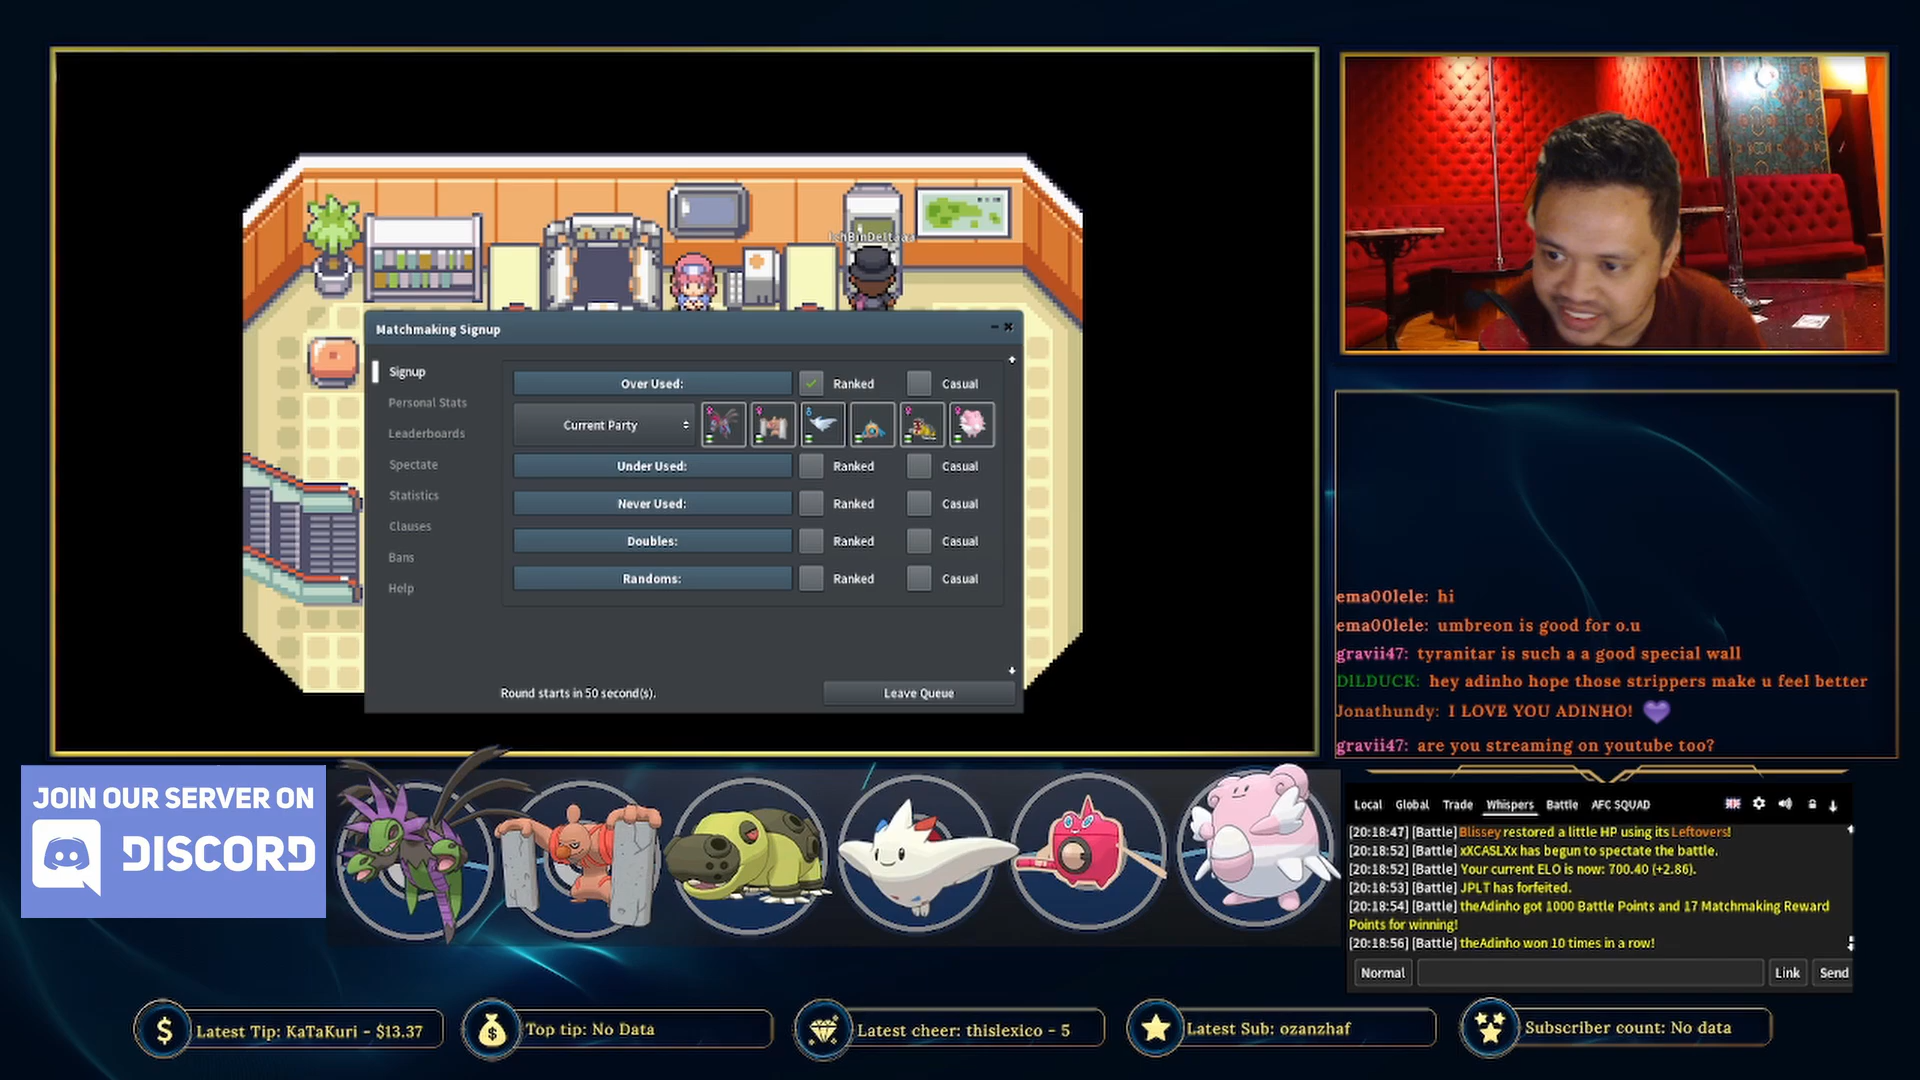 IchBinDeltaaa
Matchmaking Signup
Signup
Personal Stats
Leaderboards
Spectate
Statistics
Clauses
Bans
Help
Over Used: Ranked Casual
Current Party
Under Used: Ranked Casual
Never Used: Ranked Casual
Doubles: Ranked Casual
Randoms: Ranked Casual
Round starts in 50 second(s). Leave Queue
ema00lele: hi
ema00lele: umbreon is good for o.u
gravii47: tyranitar is such a a good special wall
D1LDUCK: hey adinho hope those strippers make u feel better
Jonathundy: I LOVE YOU ADINHO!
gravii47: are you streaming on youtube too?
JOIN OUR SERVER ON
DISCORD
Local Global Trade Whispers Battle AFC SQUAD
[20:18:47] [Battle] Blissey restored a little HP using its Leftovers!
[20:18:52] [Battle] xXCASLXx has begun to spectate the battle.
[20:18:52] [Battle] Your current ELO is now: 700.40 (+2.86).
[20:18:53] [Battle] JPLT has forfeited.
[20:18:54] [Battle] theAdinho got 1000 Battle Points and 17 Matchmaking Reward
Points for winning!
[20:18:56] [Battle] theAdinho won 10 times in a row!
Normal Link Send
Latest Tip: KaTaKuri - $13.37
Top tip: No Data
Latest cheer: thislexico - 5
Latest Sub: ozanzhaf
Subscriber count: No data